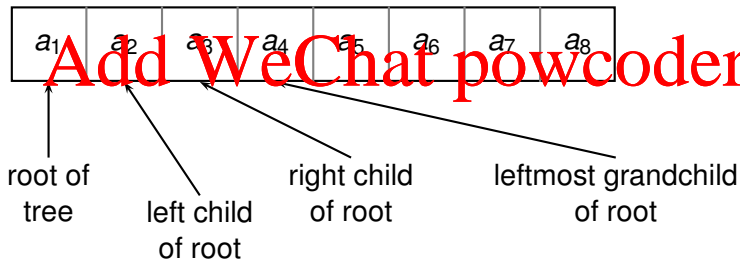 a1 a2 a3 a4 a5 a6 a7 a8
Add WeChat powcoder
root of
tree
left child
of root
right child
of root
leftmost grandchild
of root